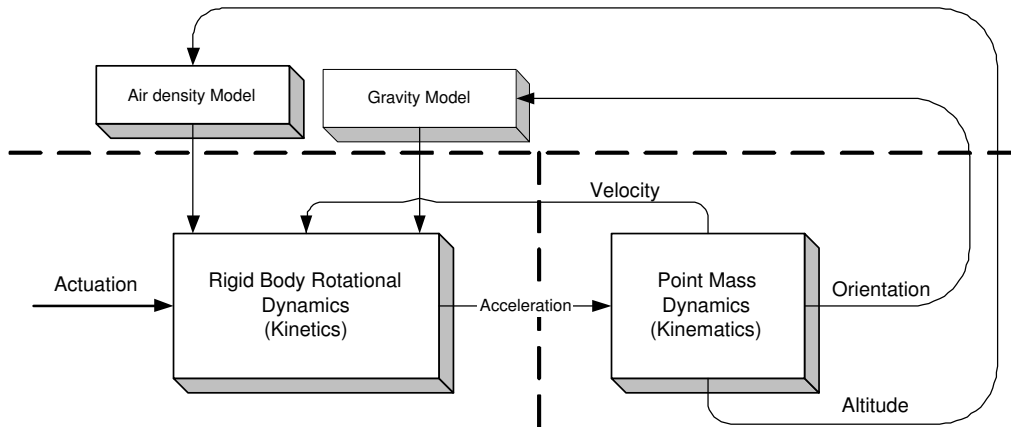 Air density Model
Gravity Model
Velocity
Actuation
Rigid Body Rotational
Dynamics
(Kinetics)
Acceleration
Point Mass
Dynamics
(Kinematics)
Orientation
Altitude